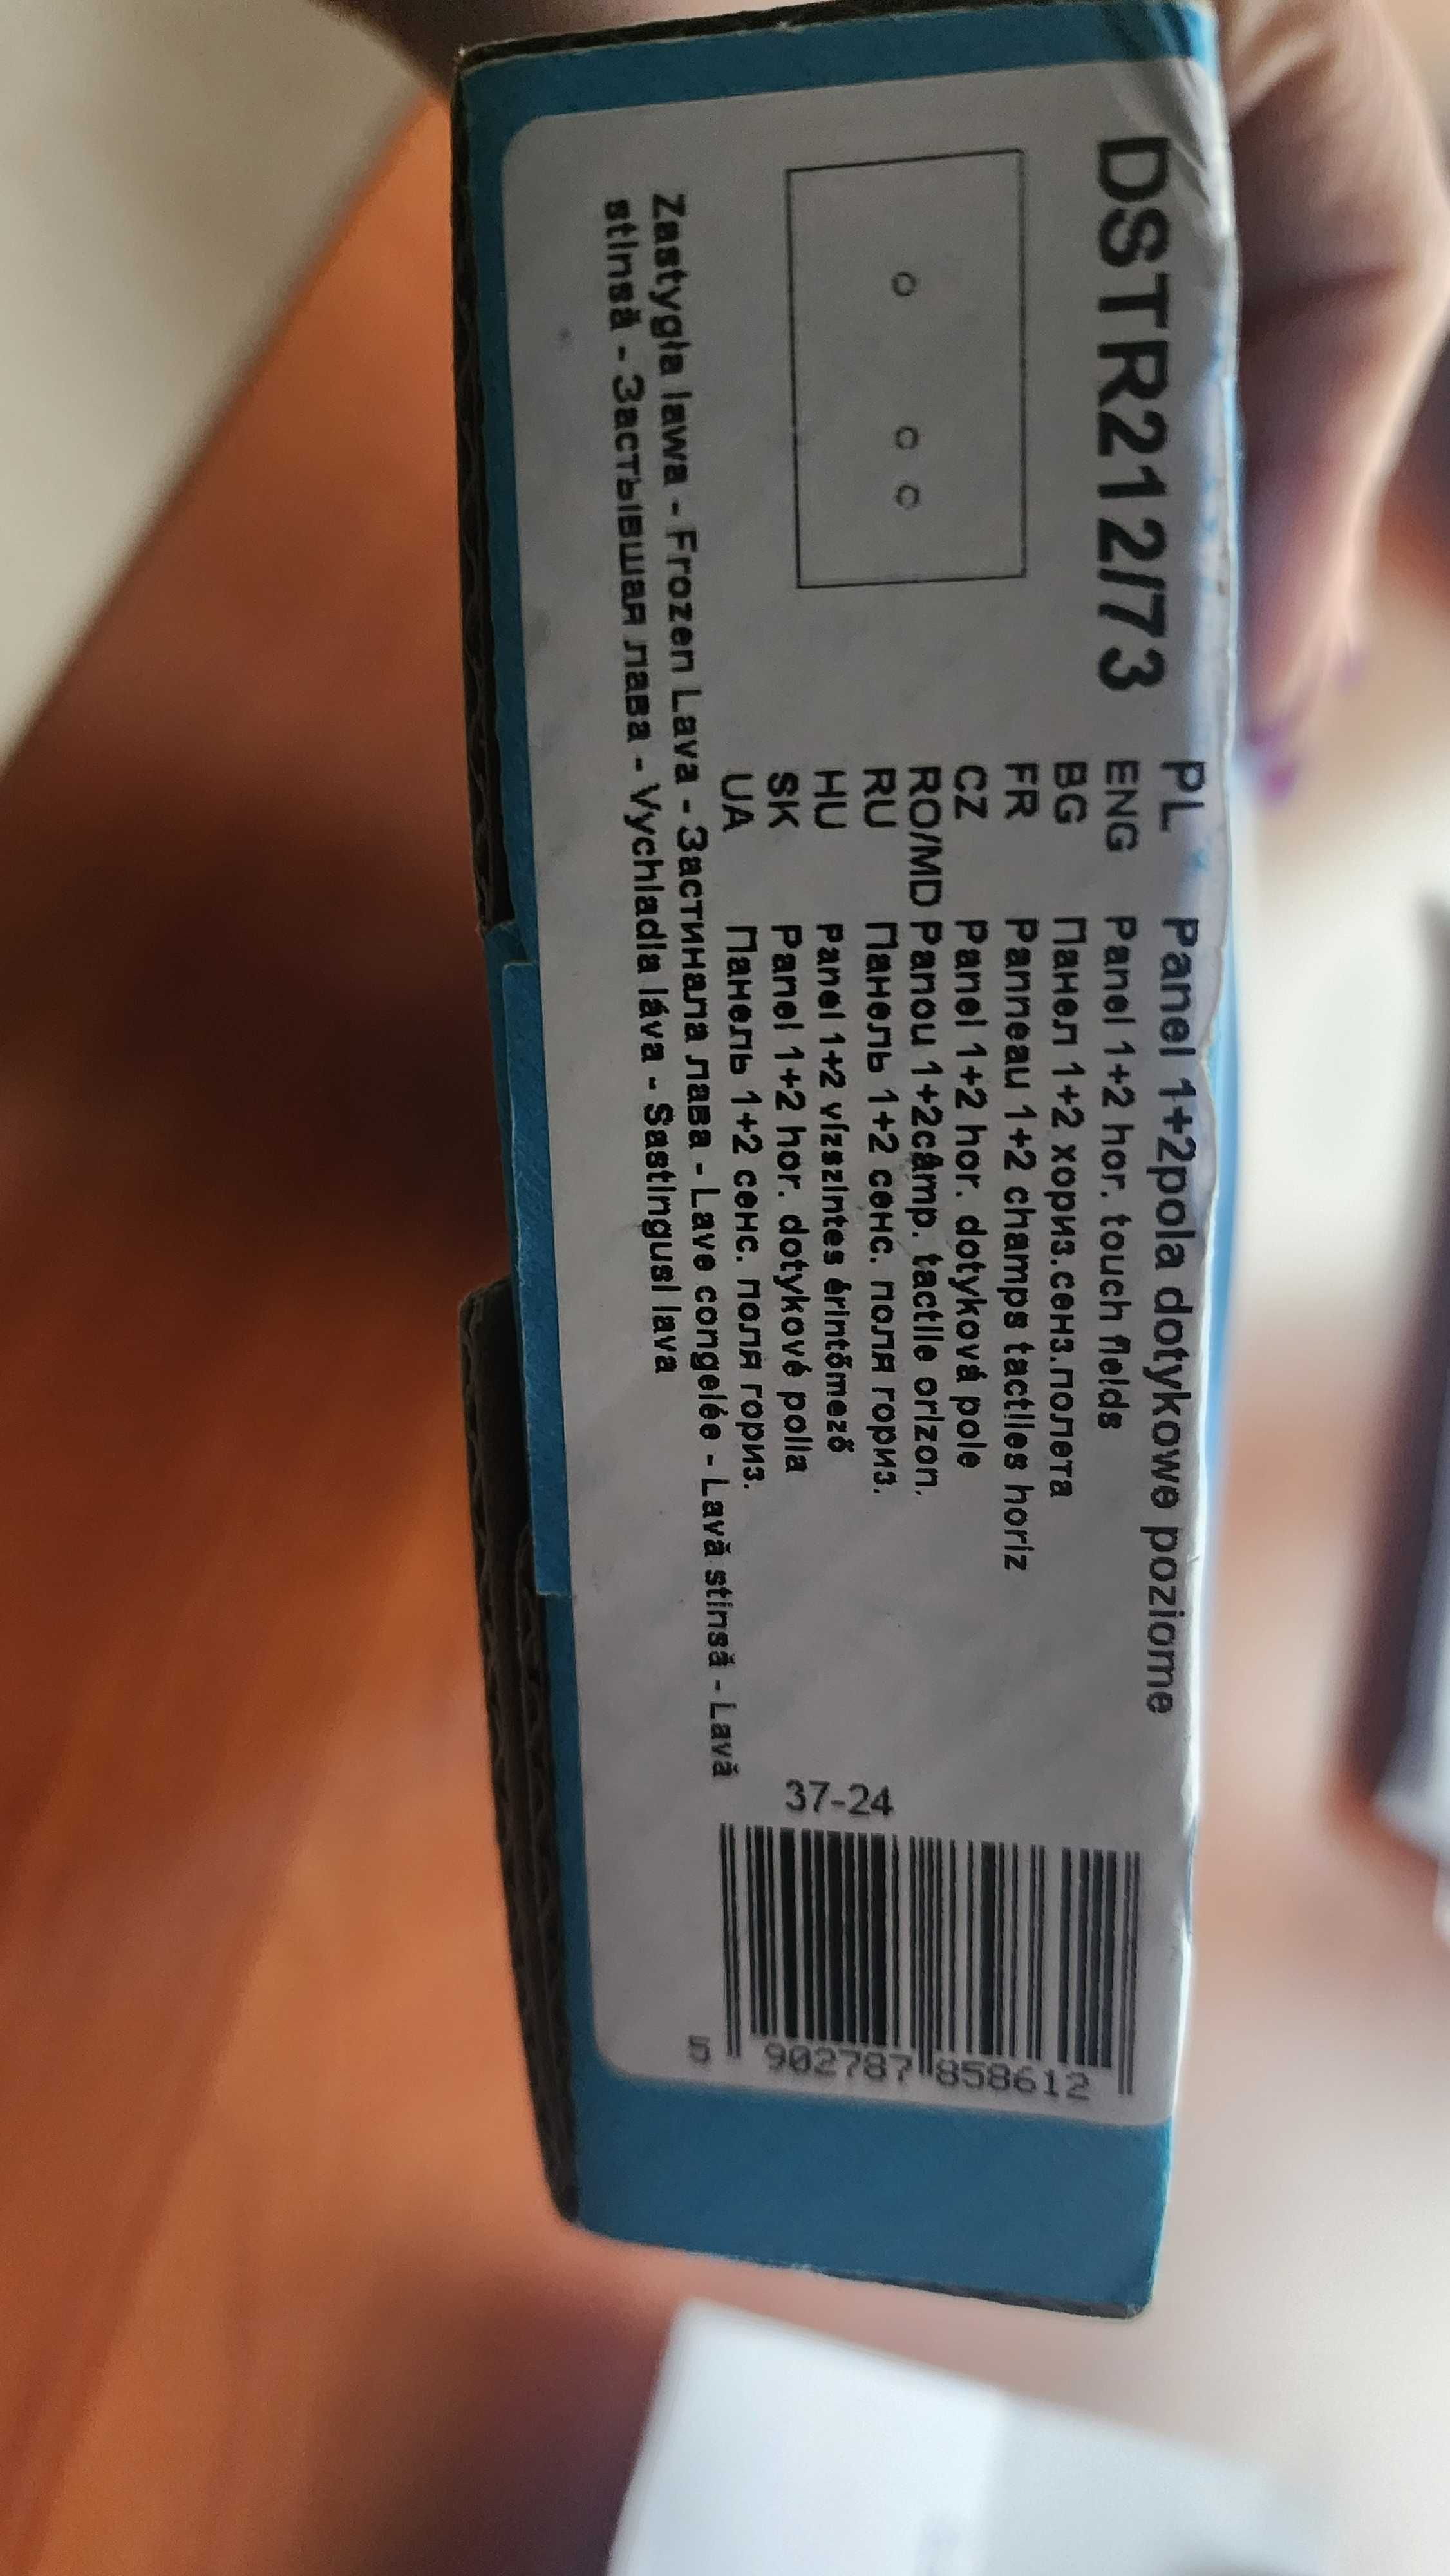 DSTR212/73
PL Panel 1+2pola dotykowe poziome
ENG Panel 1+2 hor. touch fields
BG Панел 1+2 хориз.сенз.полета
FR Panneau 1+2 champs tactiles horiz
CZ Panel 1+2 hor. dotyková pole
RO/MD Panou 1+2câmp. tactile orizon.
RU Панель 1+2 сенс. поля гориз.
HU Panel 1+2 vízszintes érintőmező
SK Panel 1+2 hor. dotykové polia
UA Панель 1+2 сенс. поля гориз.
Zastygła lawa - Frozen Lava - Застинала лава - Lave congelée - Lavă stinsă - Lavă
stinsă - Застывшая лава - Vychladla láva - Sastingusi lava
37-24
5 902787 858612